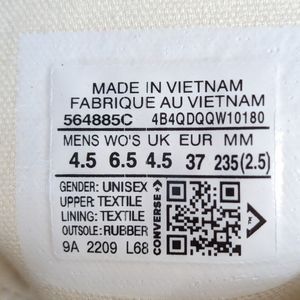 MADE IN VIETNAM
FABRIQUE AU VIETNAM
564885C 4B4QDQQW10180
MENS WO'S UK EUR MM
4.5 6.5 4.5 37 235(2.5)
GENDER: UNISEX
UPPER: TEXTILE
LINING: TEXTILE
OUTSOLE: RUBBER
9A 2209 L68
CONVERSE